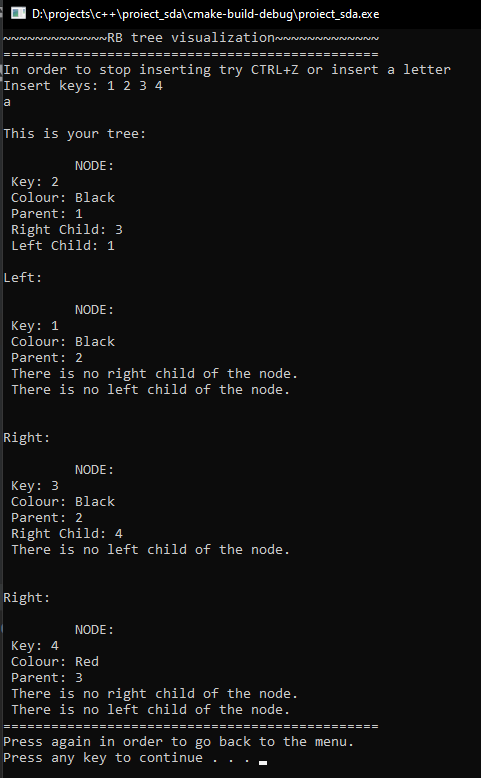 D:\projects\c++\proiect_sda\cmake-build-debug\proiect_sda.exe
~~~~~~~~~~~~~RB tree visualization~~~~~~~~~~~~~
===============================================
In order to stop inserting try CTRL+Z or insert a letter
Insert keys: 1 2 3 4
a
This is your tree:
NODE:
Key: 2
Colour: Black
Parent: 1
Right Child: 3
Left Child: 1
Left:
NODE:
Key: 1
Colour: Black
Parent: 2
There is no right child of the node.
There is no left child of the node.
Right:
NODE:
Key: 3
Colour: Black
Parent: 2
Right Child: 4
There is no left child of the node.
Right:
NODE:
Key: 4
Colour: Red
Parent: 3
There is no right child of the node.
There is no left child of the node.
===============================================
Press again in order to go back to the menu.
Press any key to continue . . .